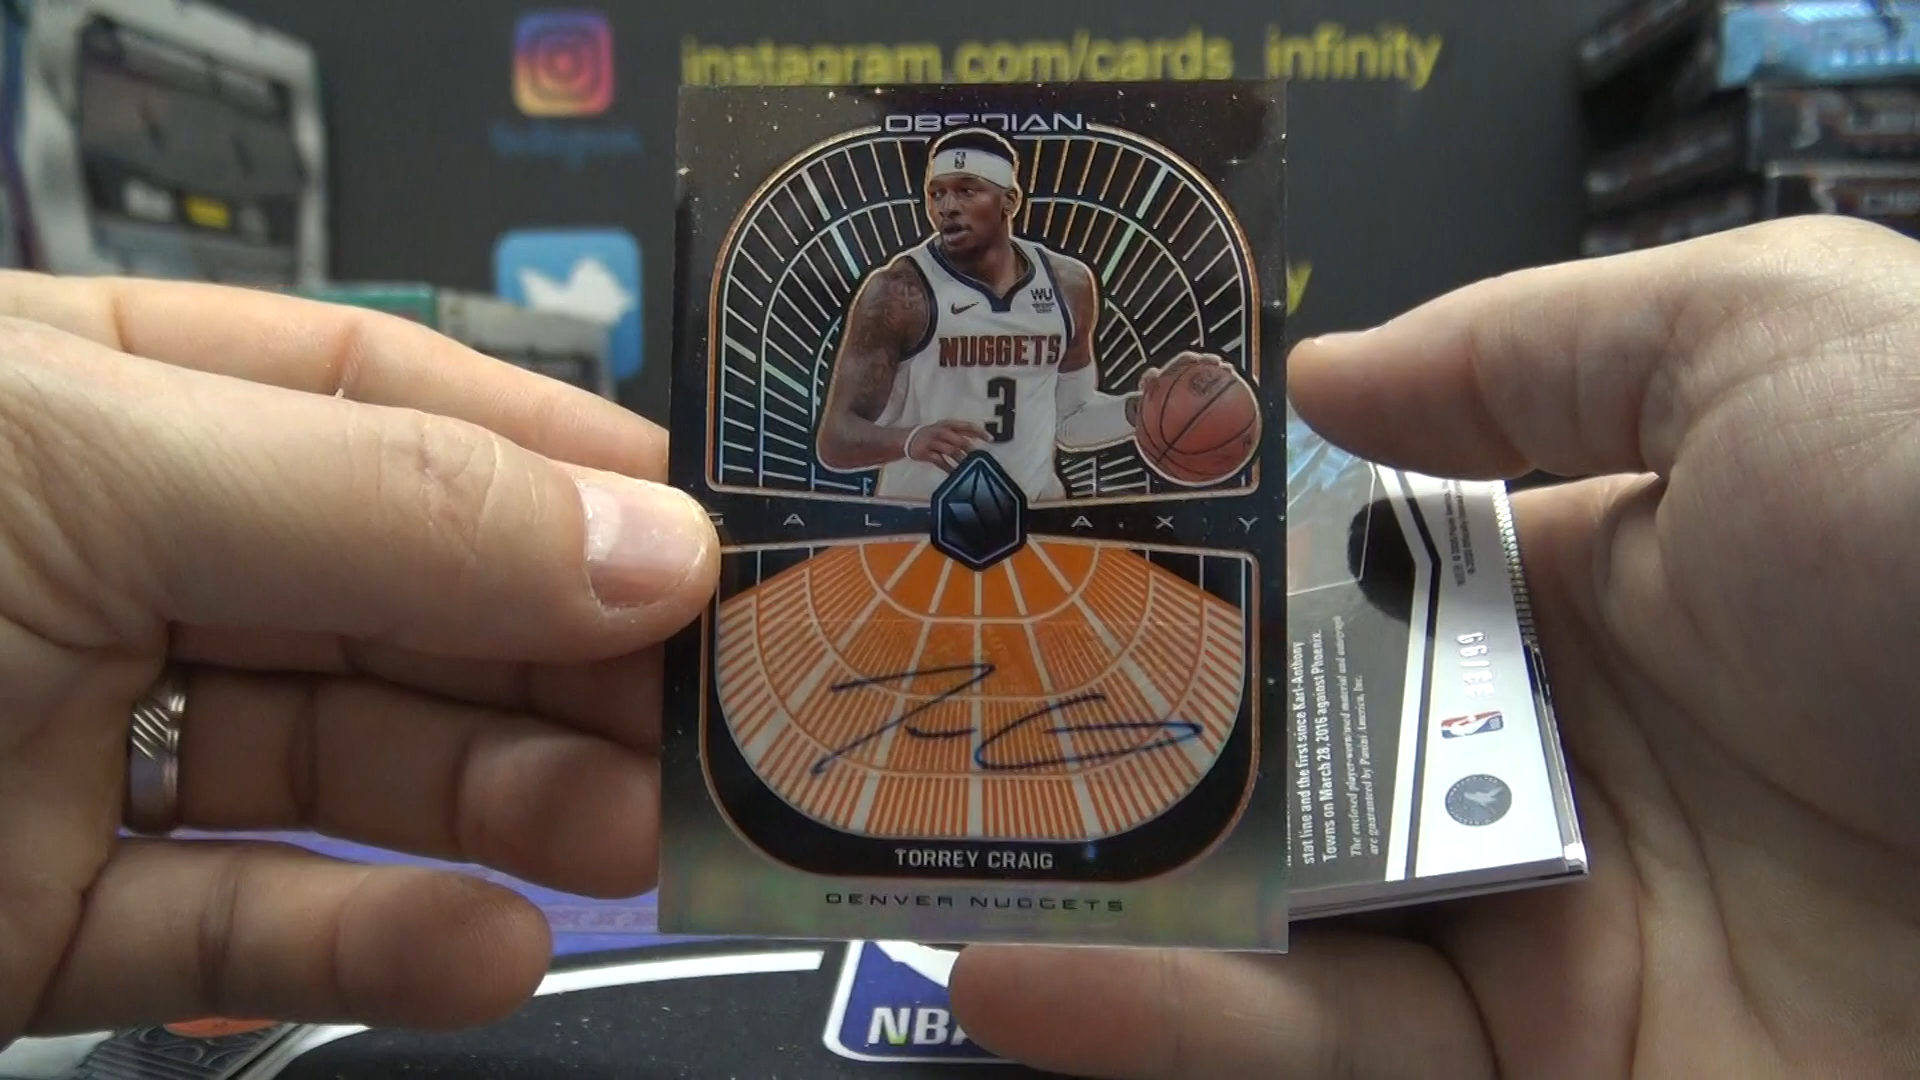 instagram.com/cards_infinity
OBSIDIAN
WU
NUGGETS
3
GALAXY
TORREY CRAIG
DENVER NUGGETS
stat line and the first since Karl-Anthony
Towns on March 28, 2016 against Phoenix.
The enclosed player-worn/used material and autograph
are guaranteed by Panini America, Inc.
/99
NBA